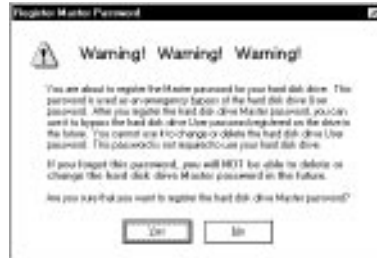 Register Master Password
Warning! Warning! Warning!
You are about to register the Master password for your hard disk drive. This
password is used as an emergency bypass of the hard disk drive User
password. After you register the hard disk drive Master password, you can
use it to bypass the hard disk drive User password registered on the drive in
the future. You cannot use it to change or delete the hard disk drive User
password. This password is not required to use your hard disk drive.
If you forget this password, you will NOT be able to delete or
change the hard disk drive Master password in the future.
Are you sure that you want to register the hard disk drive Master password?
Yes No